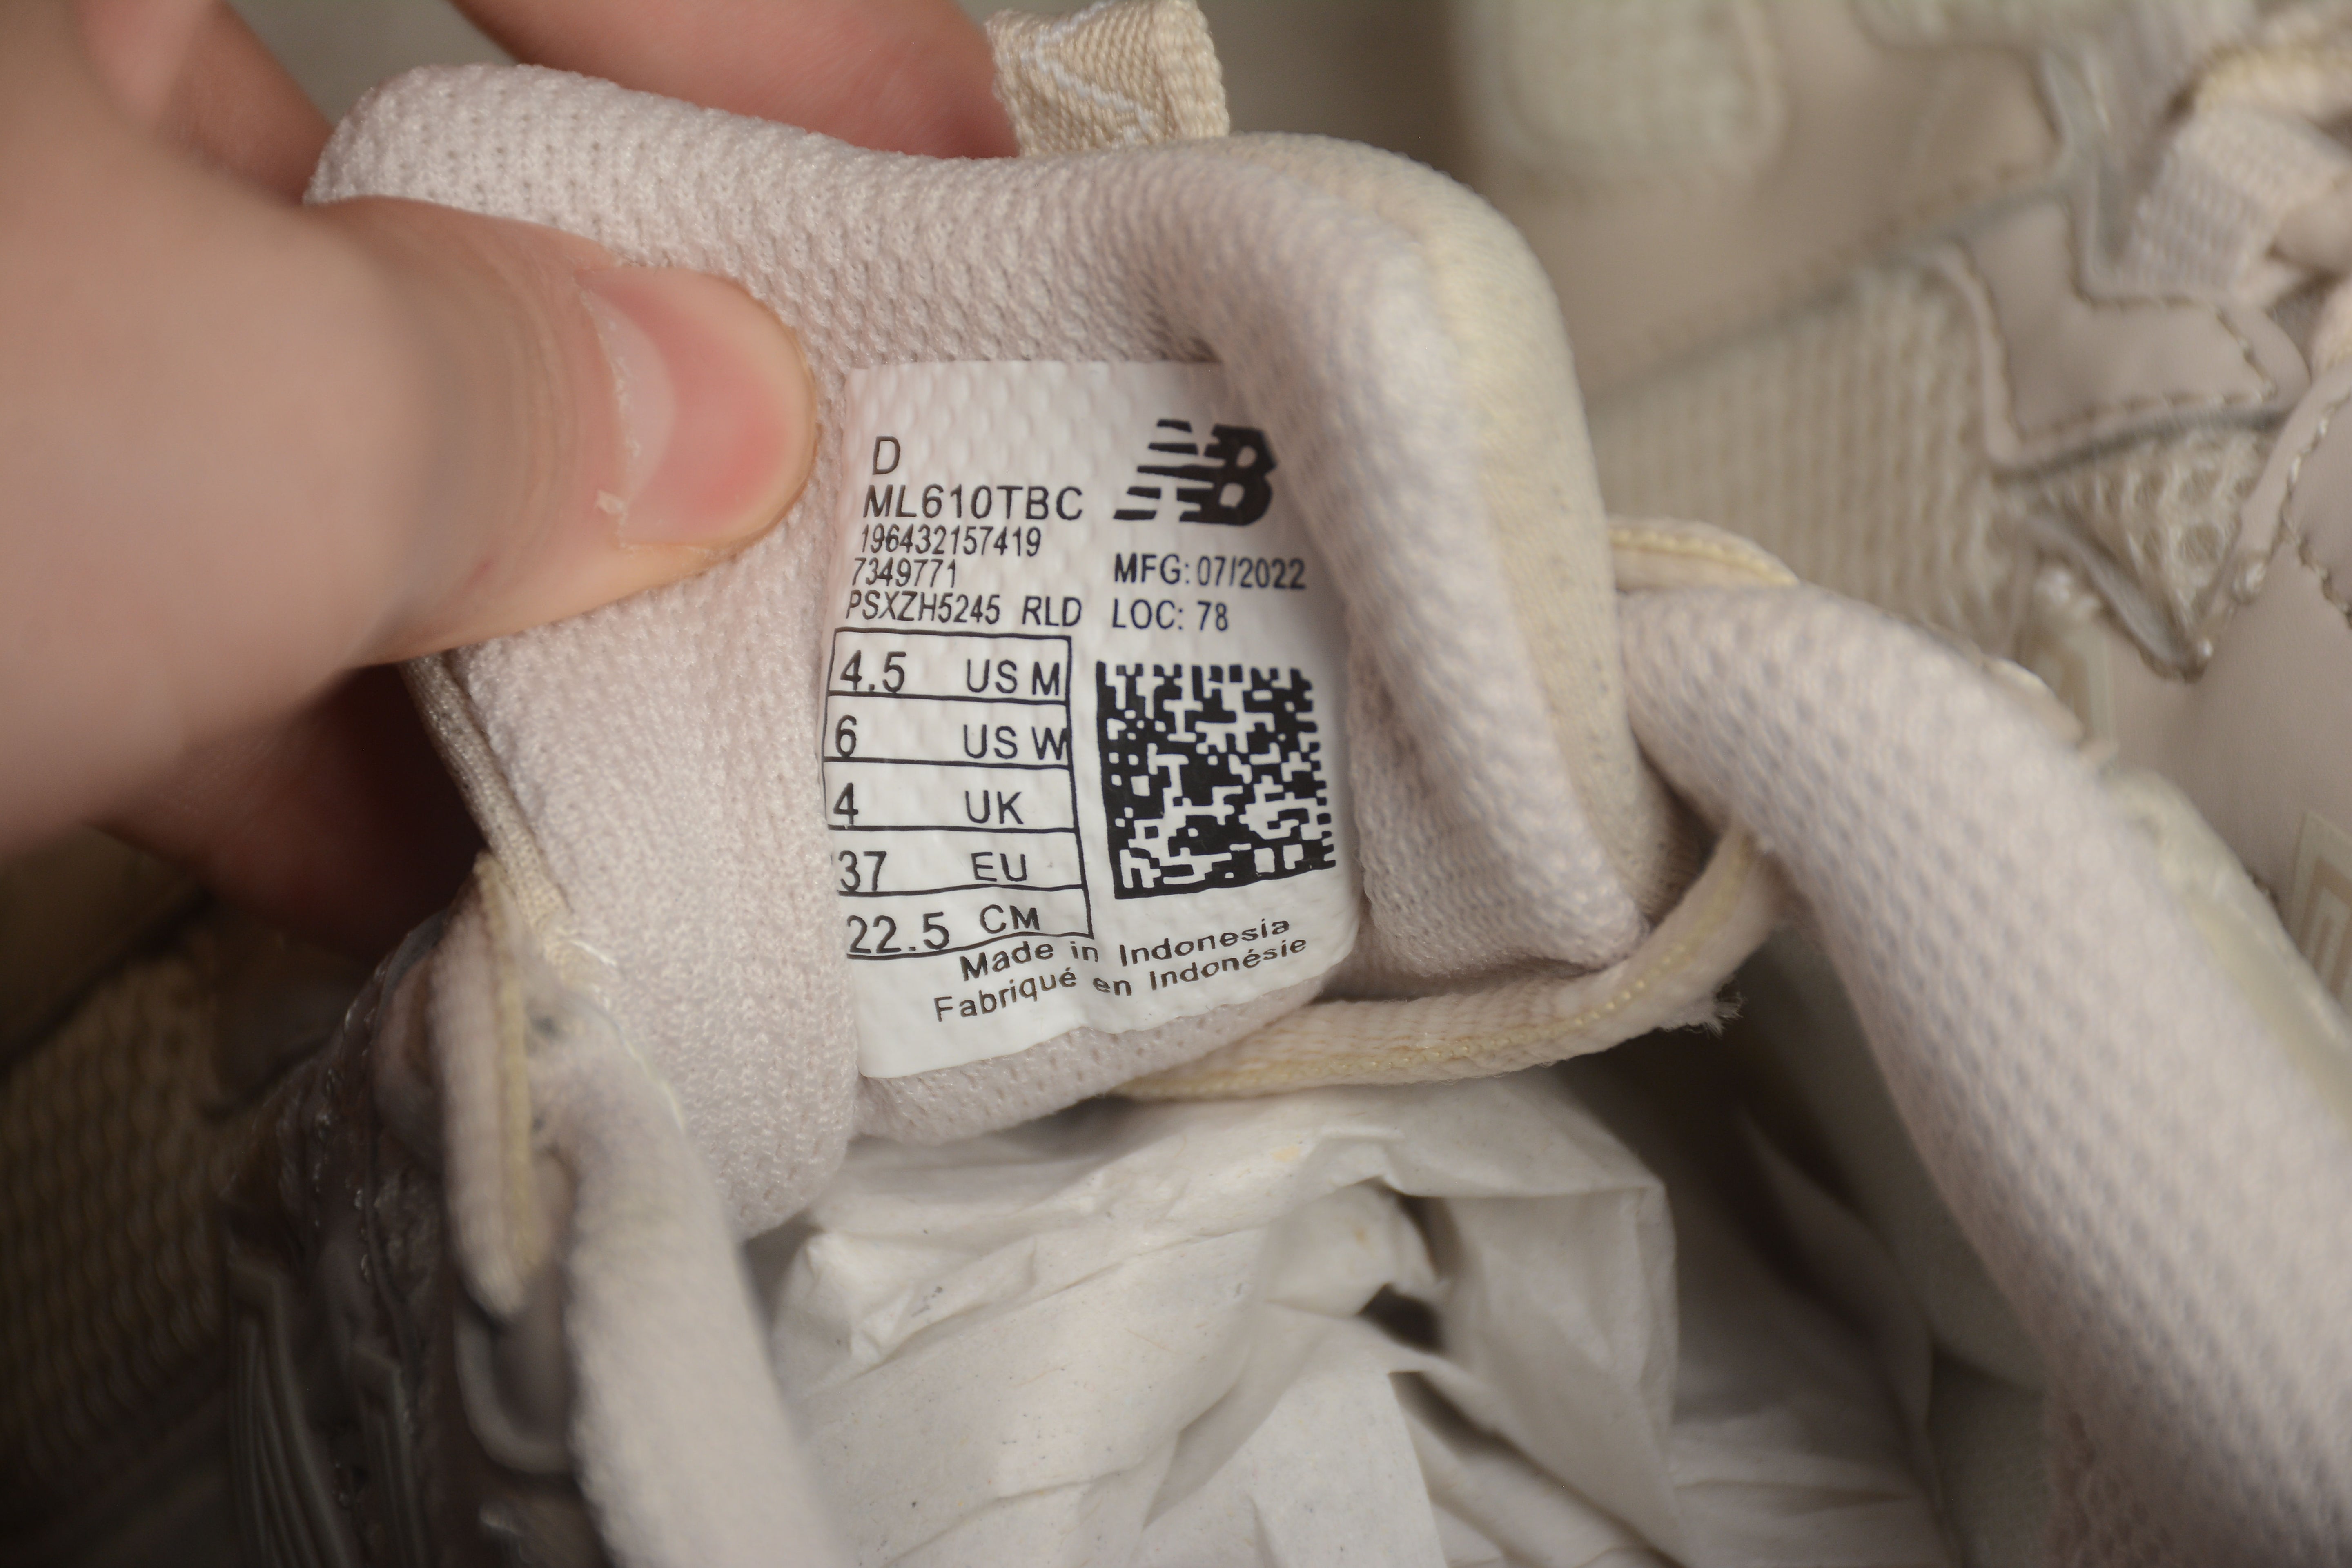 D
ML610TBC
196432157419
7349771
PSXZH5245 RLD
NB
MFG: 07/2022
LOC: 78
4.5 US M
6 US W
4 UK
37 EU
22.5 CM
Made in Indonesia
Fabriqué en Indonésie